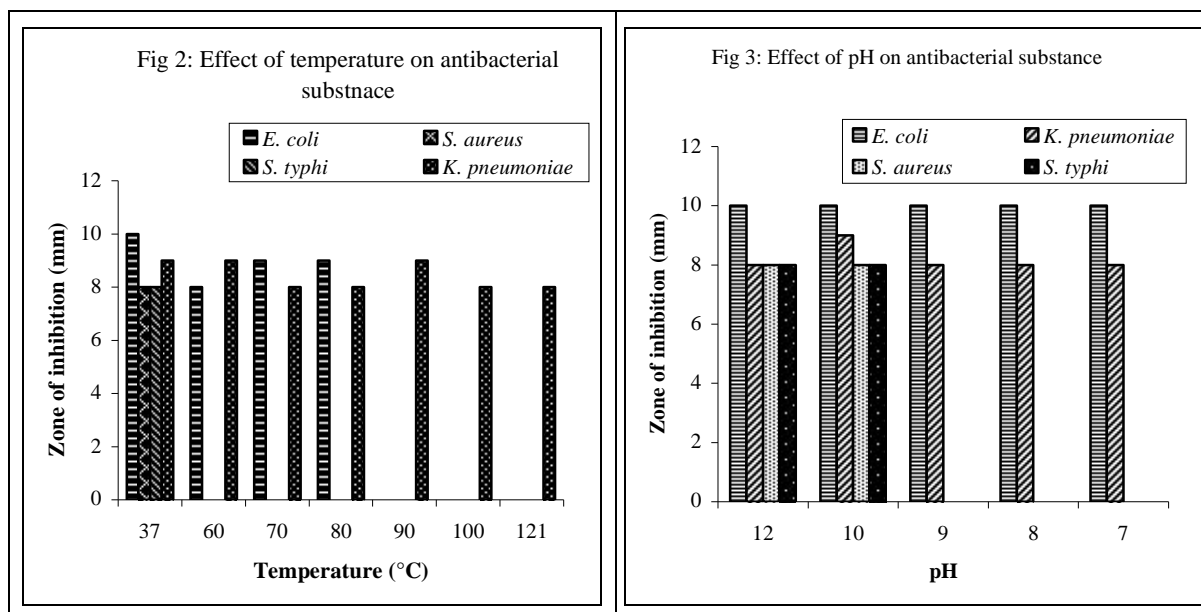 Fig 2: Effect of temperature on antibacterial
substnace
E. coli S. aureus
S. typhi K. pneumoniae
12
10
8
6
4
2
0
Zone of inhibition (mm)
37 60 70 80 90 100 121
Temperature (°C)
Fig 3: Effect of pH on antibacterial substance
E. coli K. pneumoniae
S. aureus S. typhi
12
10
8
6
4
2
0
Zone of inhibition (mm)
12 10 9 8 7
pH